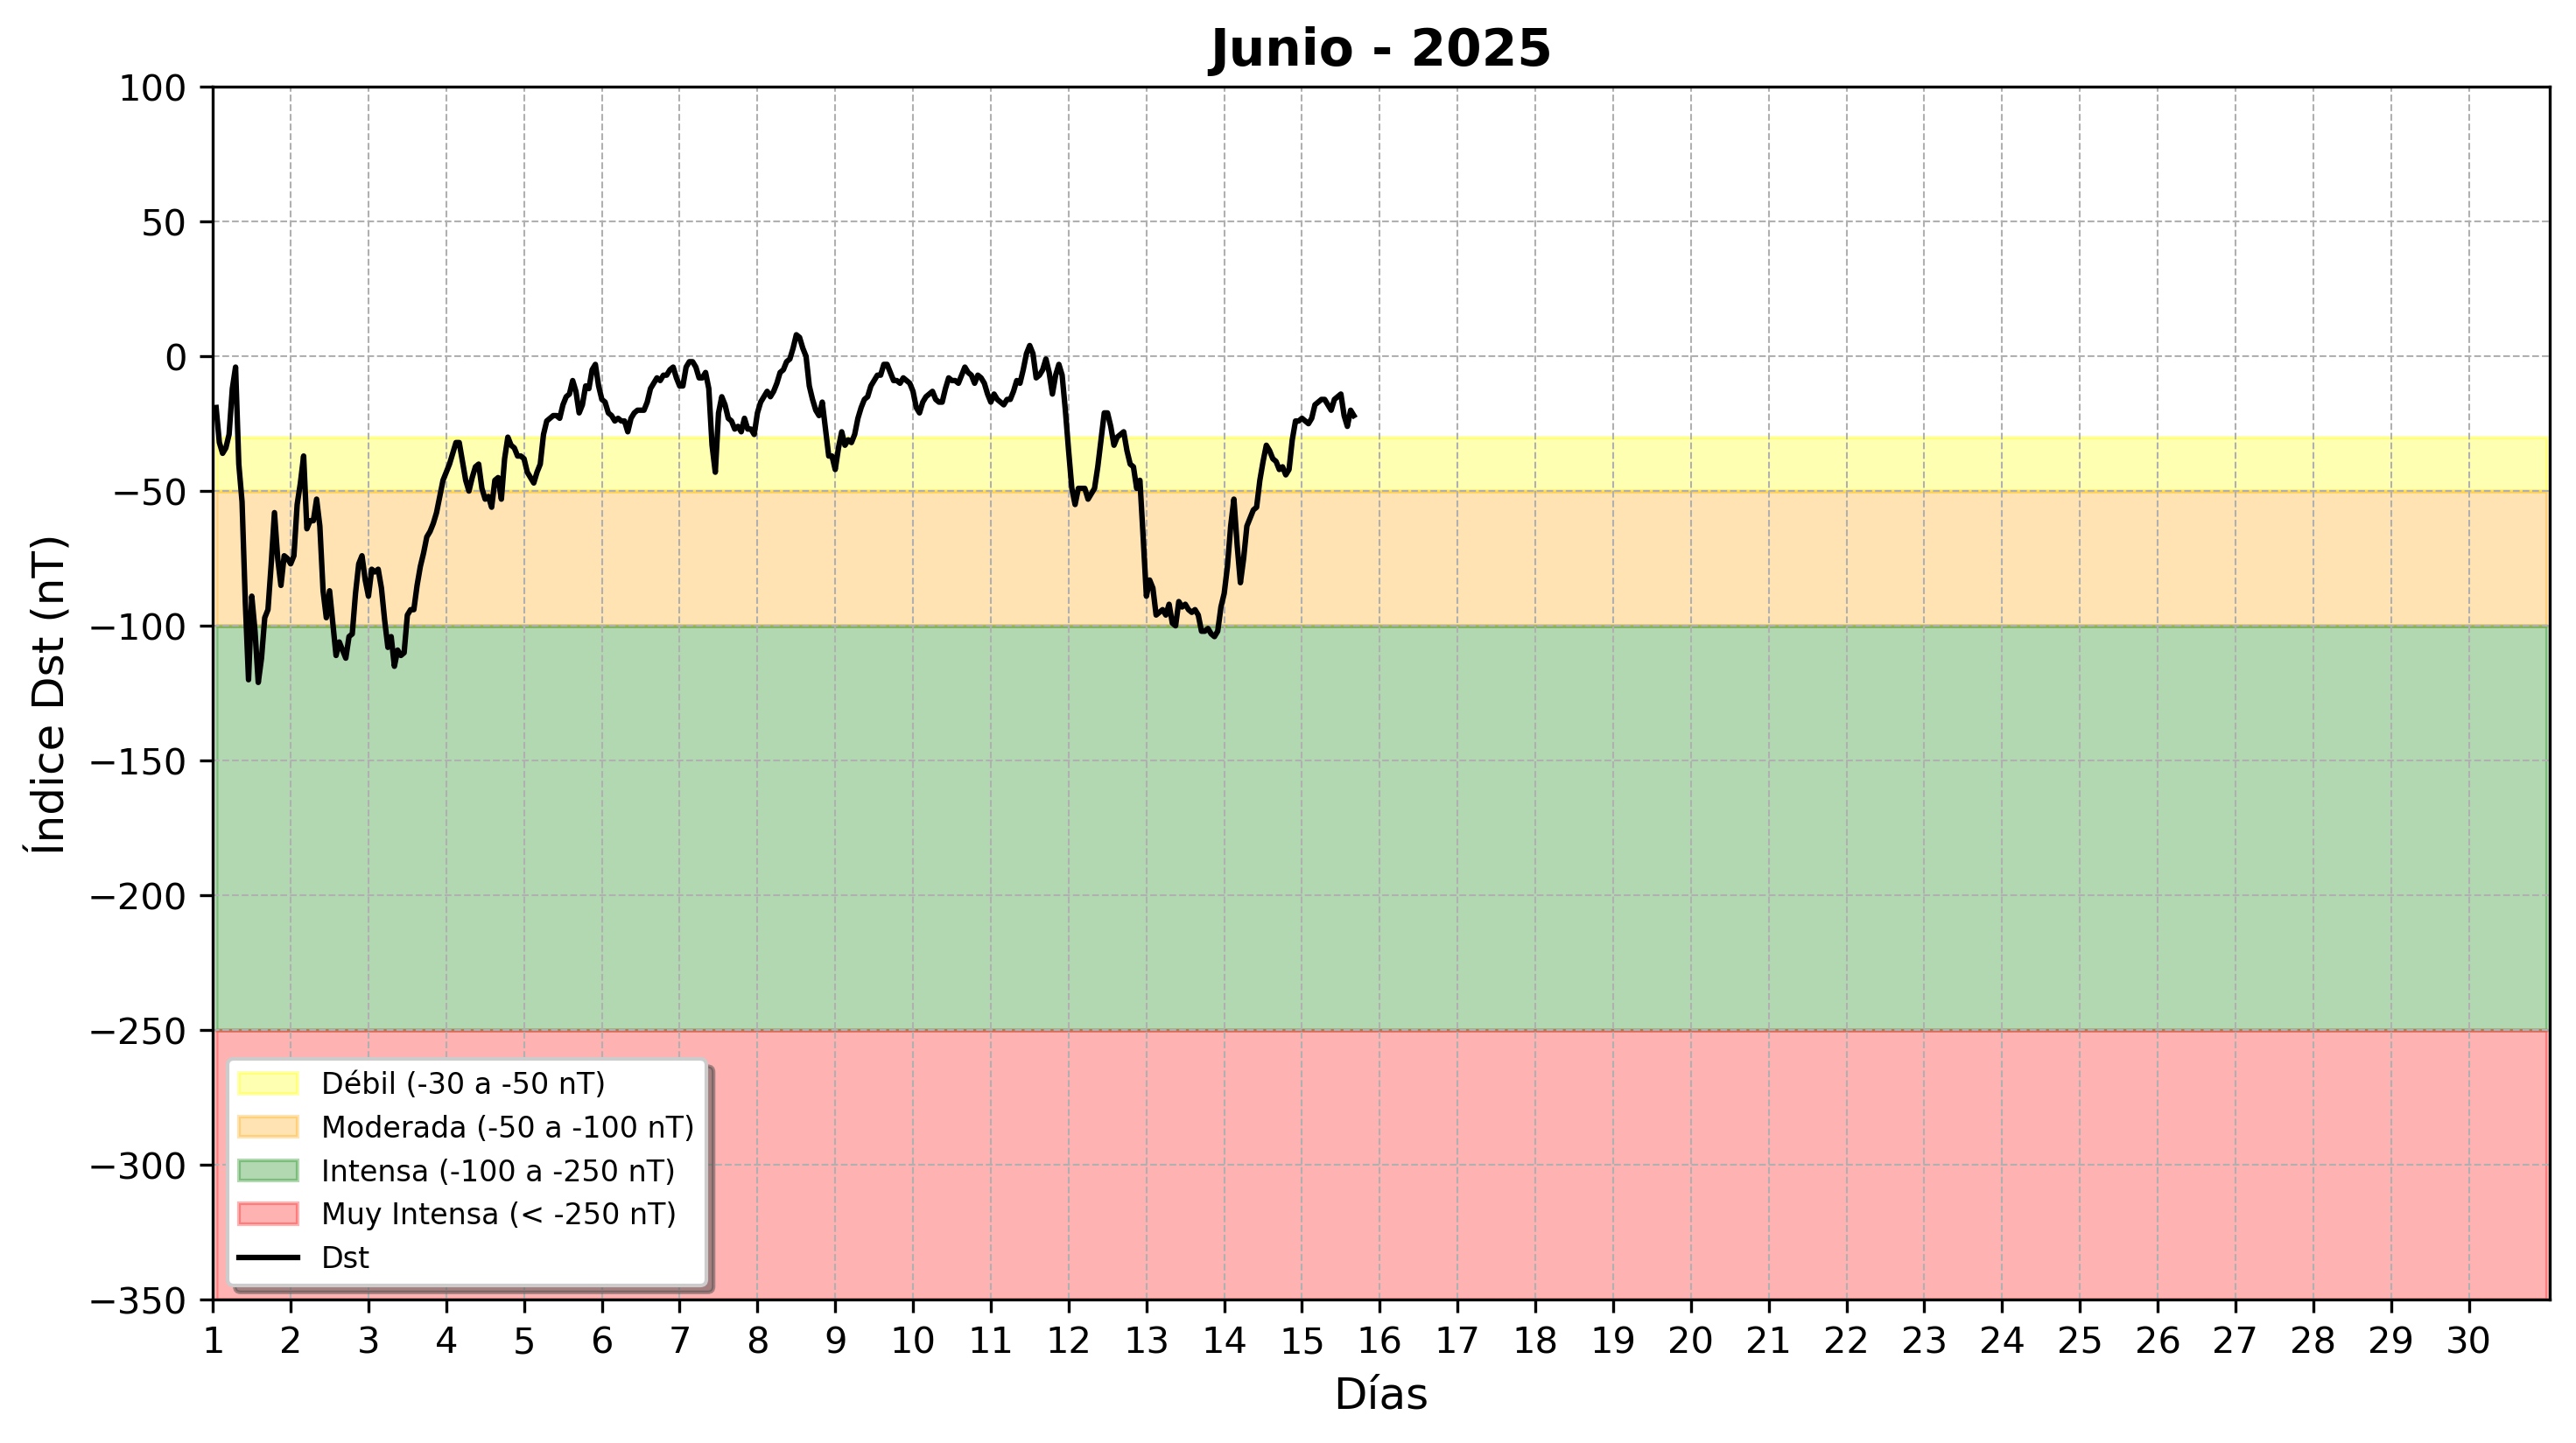 Junio - 2025
100
50
0
−50
−100
−150
−200
−250
−300
−350
Índice Dst (nT)
Débil (-30 a -50 nT)
Moderada (-50 a -100 nT)
Intensa (-100 a -250 nT)
Muy Intensa (< -250 nT)
Dst
1 2 3 4 5 6 7 8 9 10 11 12 13 14 15 16 17 18 19 20 21 22 23 24 25 26 27 28 29 30
Días